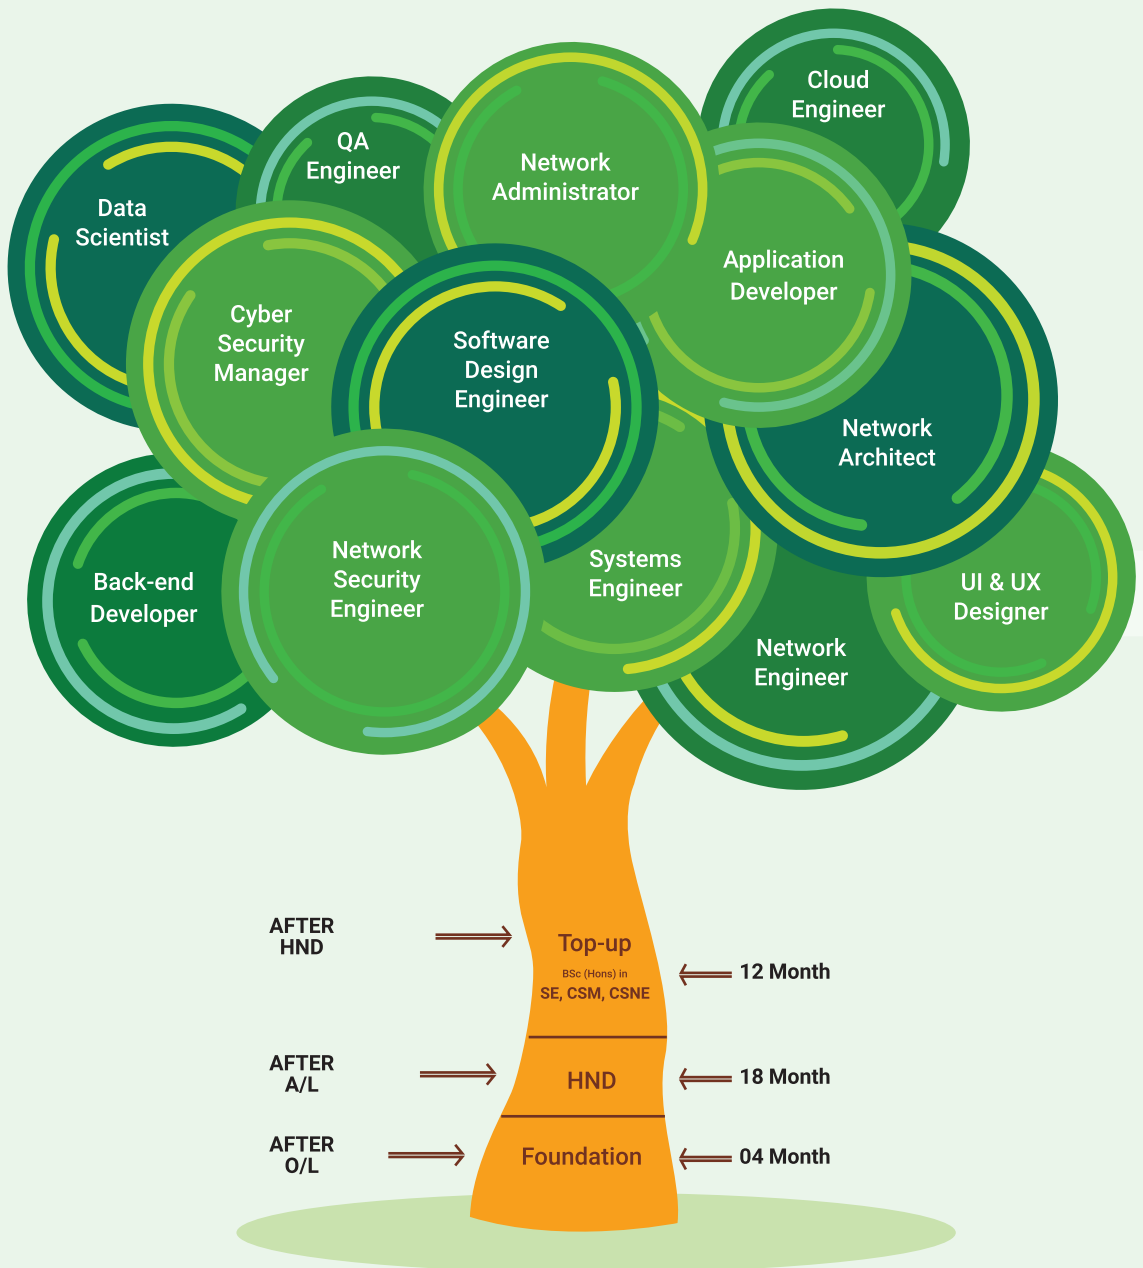 Cloud
Engineer
QA
Engineer
Network
Administrator
Data
Scientist
Application
Developer
Cyber
Security
Manager
Software
Design
Engineer
Network
Architect
Back-end
Developer
Network
Security
Engineer
Systems
Engineer
UI & UX
Designer
Network
Engineer
AFTER
HND
Top-up
BSc (Hons) in
SE, CSM, CSNE
12 Month
AFTER
A/L
HND
18 Month
AFTER
O/L
Foundation
04 Month